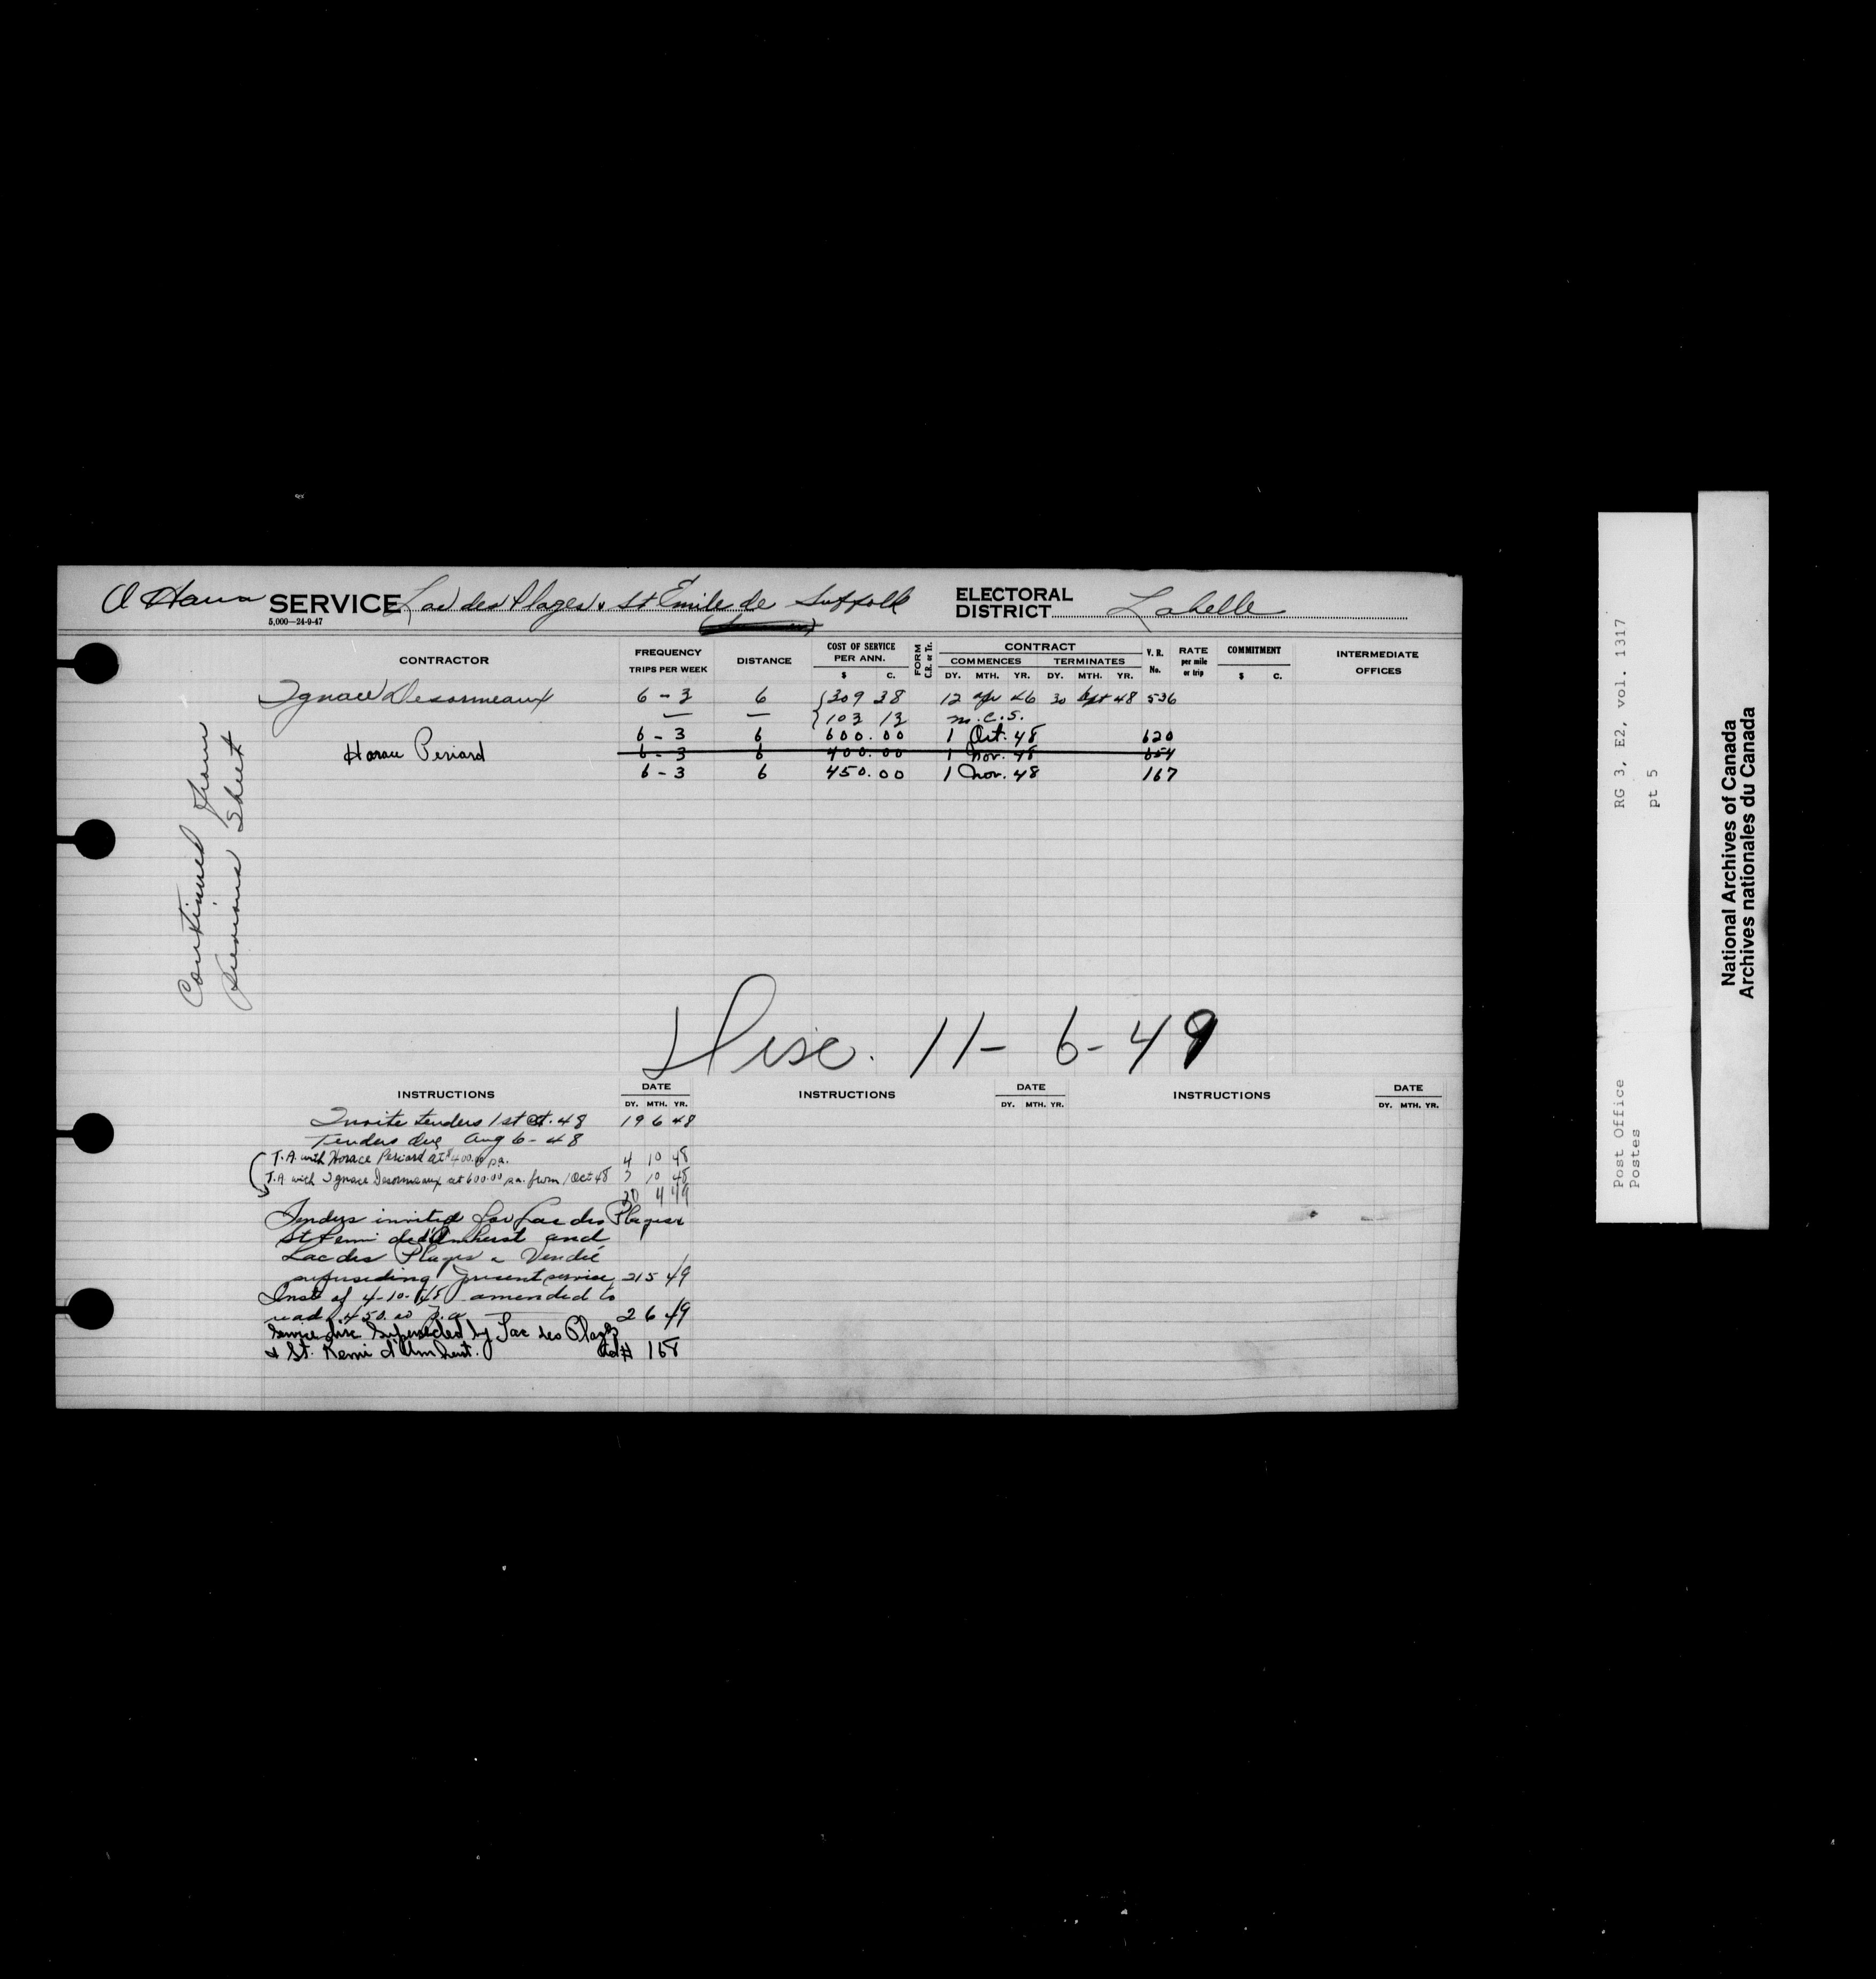 SERVICE Lac des Plages & St Emile de Suffolk ELECTORAL DISTRICT Labelle
5,000—24-9-47
CONTRACTOR FREQUENCY TRIPS PER WEEK DISTANCE COST OF SERVICE PER ANN. $ C. FORM C.R. or Tr. CONTRACT COMMENCES DY. MTH. YR. TERMINATES DY. MTH. YR. V. R. No. RATE per mile or trip COMMITMENT $ C. INTERMEDIATE OFFICES
Ignace Desormeaux 6 - 3 6 309 38 12 apr 46 30 Sept 48 536
— — 103 13 m.c.s.
6 - 3 6 600.00 1 Oct. 48 620
Horace Periard 6 - 3 6 400.00 1 Nov. 48 654
6 - 3 6 450.00 1 Nov. 48 167
Continued from
Previous Sheet
Disc. 11- 6- 49
INSTRUCTIONS DATE DY. MTH. YR. INSTRUCTIONS DATE DY. MTH. YR. INSTRUCTIONS DATE DY. MTH. YR.
Invite tenders 1st Oct. 48 19 6 48
Tenders due Aug 6 - 48
T.A. with Horace Periard at $400.00 p.a. 4 10 48
T.A. with Ignace Desormeaux at 600.00 p.a. from 1 Oct 48 7 10 48
20 4 49
Tenders invited for Lac des Plages &
St Remi d'Amherst and
Lac des Plages & Vendée
superseding present service 21 5 49
Inst of 4-10-48 amended to
read $450.00 p.a. 2 6 49
Service disc Superseded by Lac des Plages
& St. Remi d'Amherst. # 168
RG 3, E2, vol. 1317
pt 5
Post Office
Postes
National Archives of Canada
Archives nationales du Canada